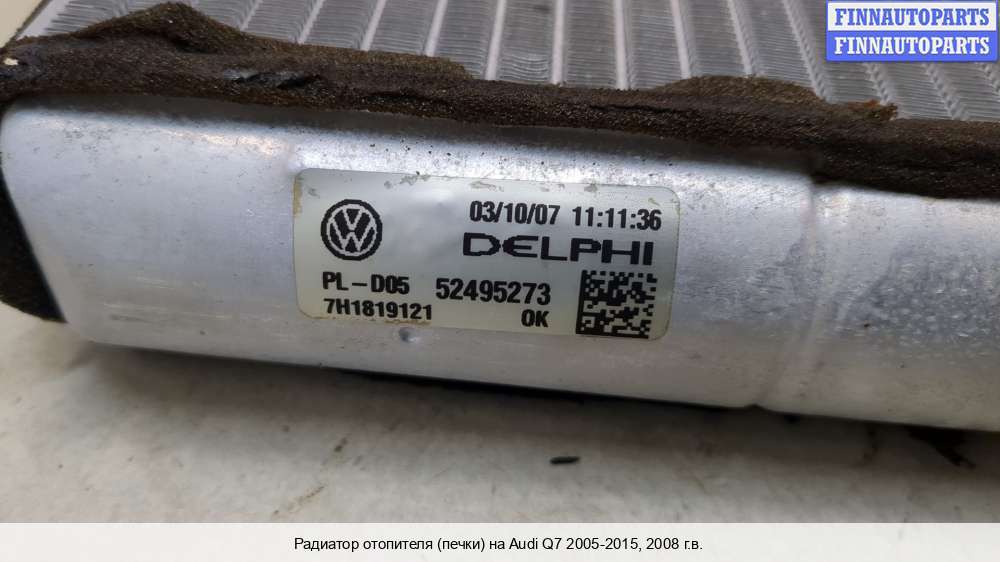 FINNAUTOPARTS
FINNAUTOPARTS
03/10/07 11:11:36
DELPHI
PL-D05 52495273
7H1819121 OK
Радиатор отопителя (печки) на Audi Q7 2005-2015, 2008 г.в.